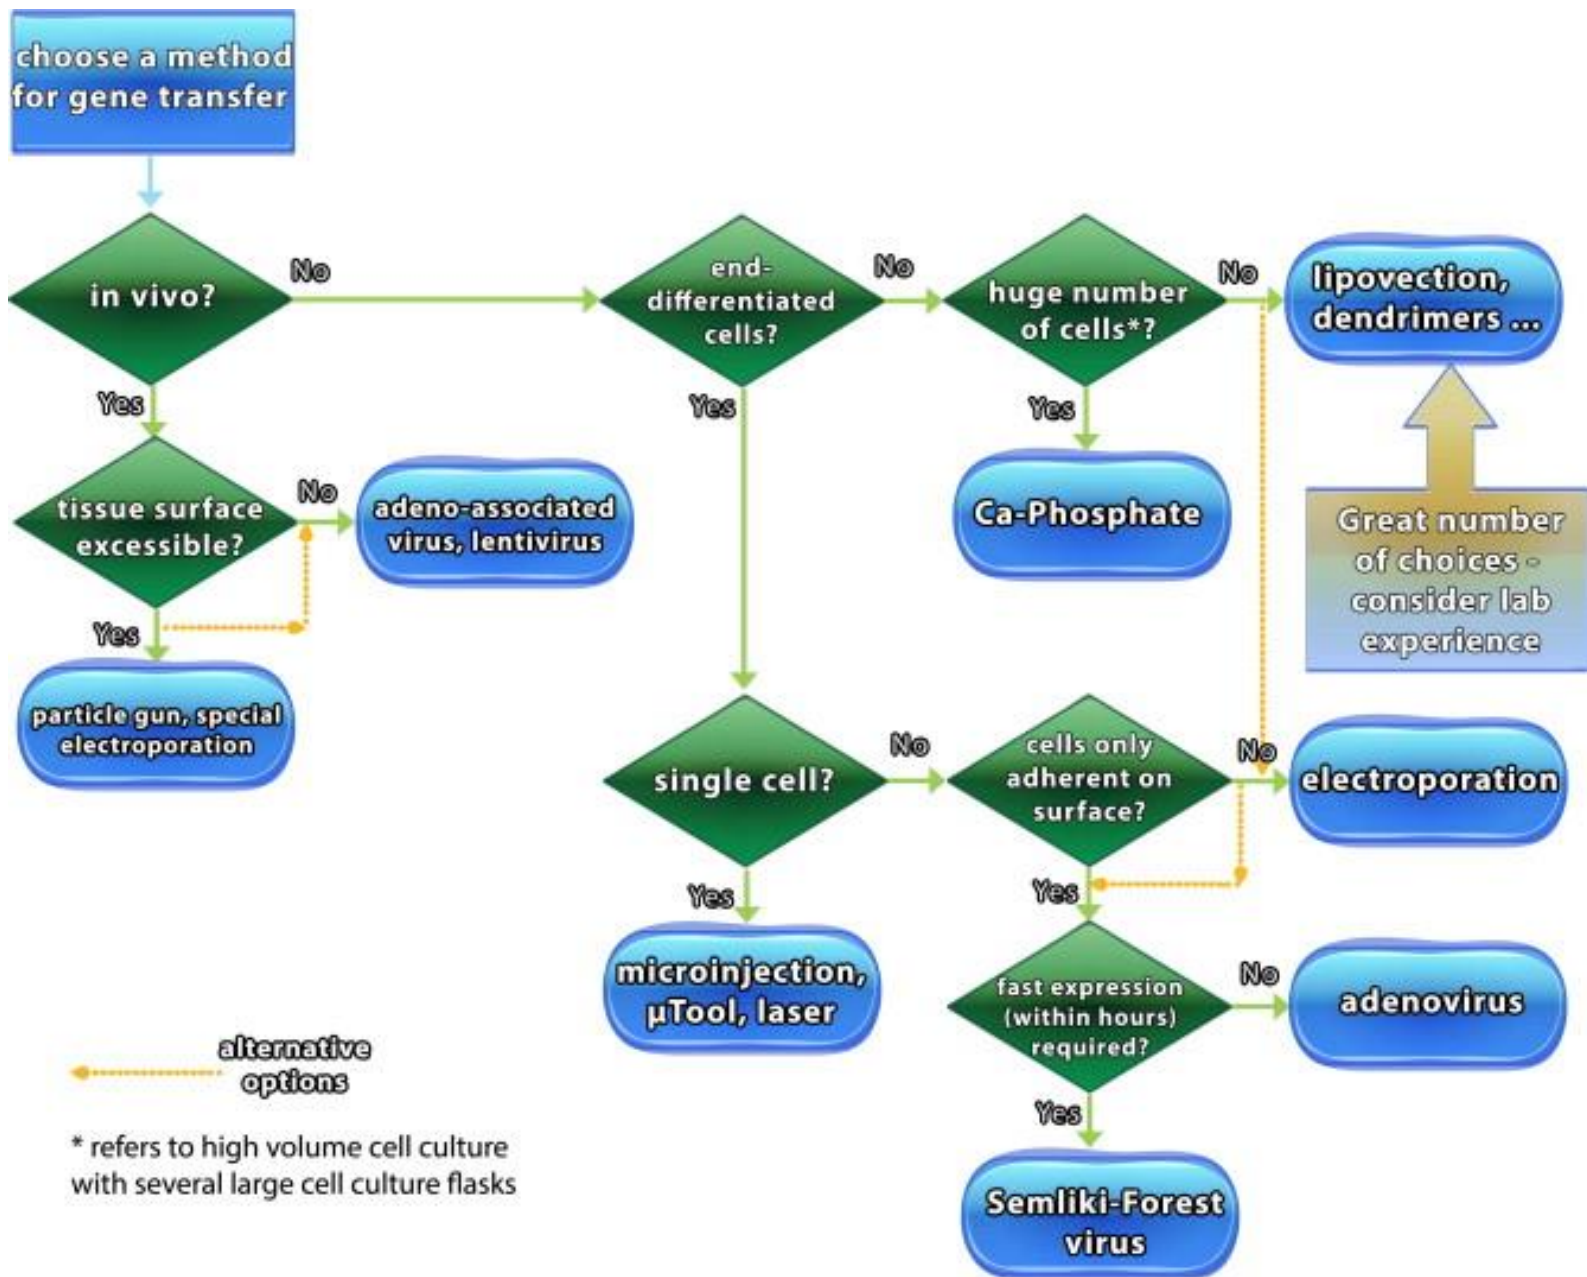 choose a method
for gene transfer
in vivo?
No
end-
differentiated
cells?
No
huge number
of cells*?
No
lipovection,
dendrimers ...
Yes
Yes
Yes
tissue surface
excessible?
No
adeno-associated
virus, lentivirus
Ca-Phosphate
Great number
of choices -
consider lab
experience
Yes
particle gun, special
electroporation
single cell?
No
cells only
adherent on
surface?
No
electroporation
Yes
Yes
microinjection,
µTool, laser
fast expression
(within hours)
required?
No
adenovirus
Yes
Semliki-Forest
virus
alternative
options
* refers to high volume cell culture
with several large cell culture flasks